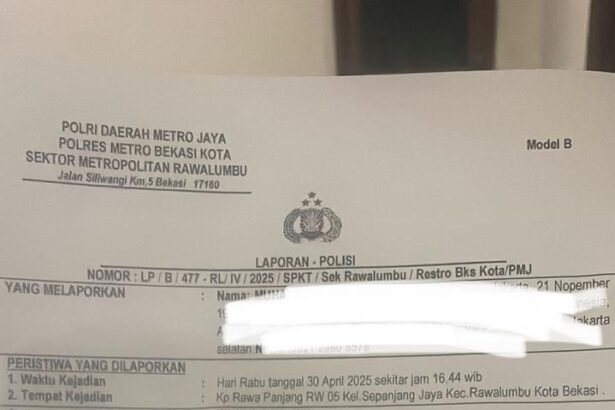 POLRI DAERAH METRO JAYA
POLRES METRO BEKASI KOTA
SEKTOR METROPOLITAN RAWALUMBU
Jalan Siliwangi Km,5 Bekasi 17160
Model B
LAPORAN - POLISI
NOMOR : LP / B / 477 - RL/ IV / 2025 / SPKT / Sek Rawalumbu / Restro Bks Kota/PMJ
YANG MELAPORKAN : Nama: 21 Nopember
selatan.
PERISTIWA YANG DILAPORKAN
1. Waktu Kejadian : Hari Rabu tanggal 30 April 2025 sekitar jam 16.44 wib
2. Tempat Kejadian : Kp.Rawa Panjang RW 05 Kel.Sepanjang Jaya Kec.Rawalumbu Kota Bekasi .